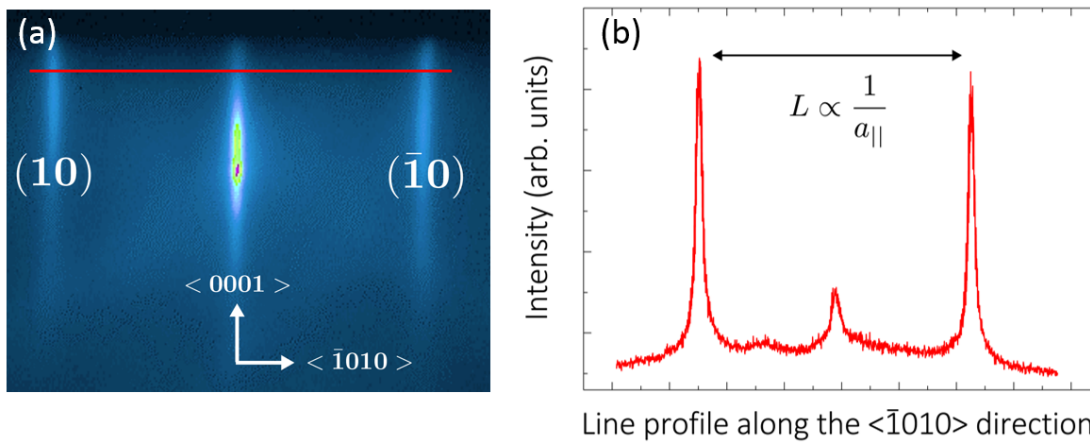 (a)
(10)
(1̄0)
< 0001 >
< 1̄010 >
(b)
L ∝ 1/a||
Intensity (arb. units)
Line profile along the <1̄010> direction